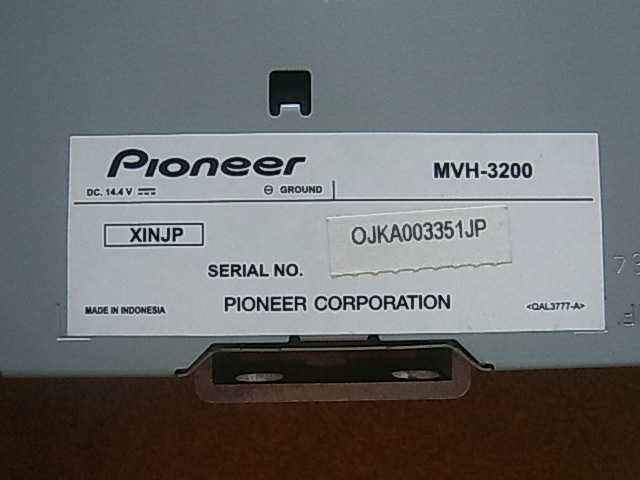 Pioneer
MVH-3200
DC. 14.4 V ⎓ ⊖ GROUND
XINJP
OJKA003351JP
SERIAL NO.
MADE IN INDONESIA
PIONEER CORPORATION
<QAL3777-A>